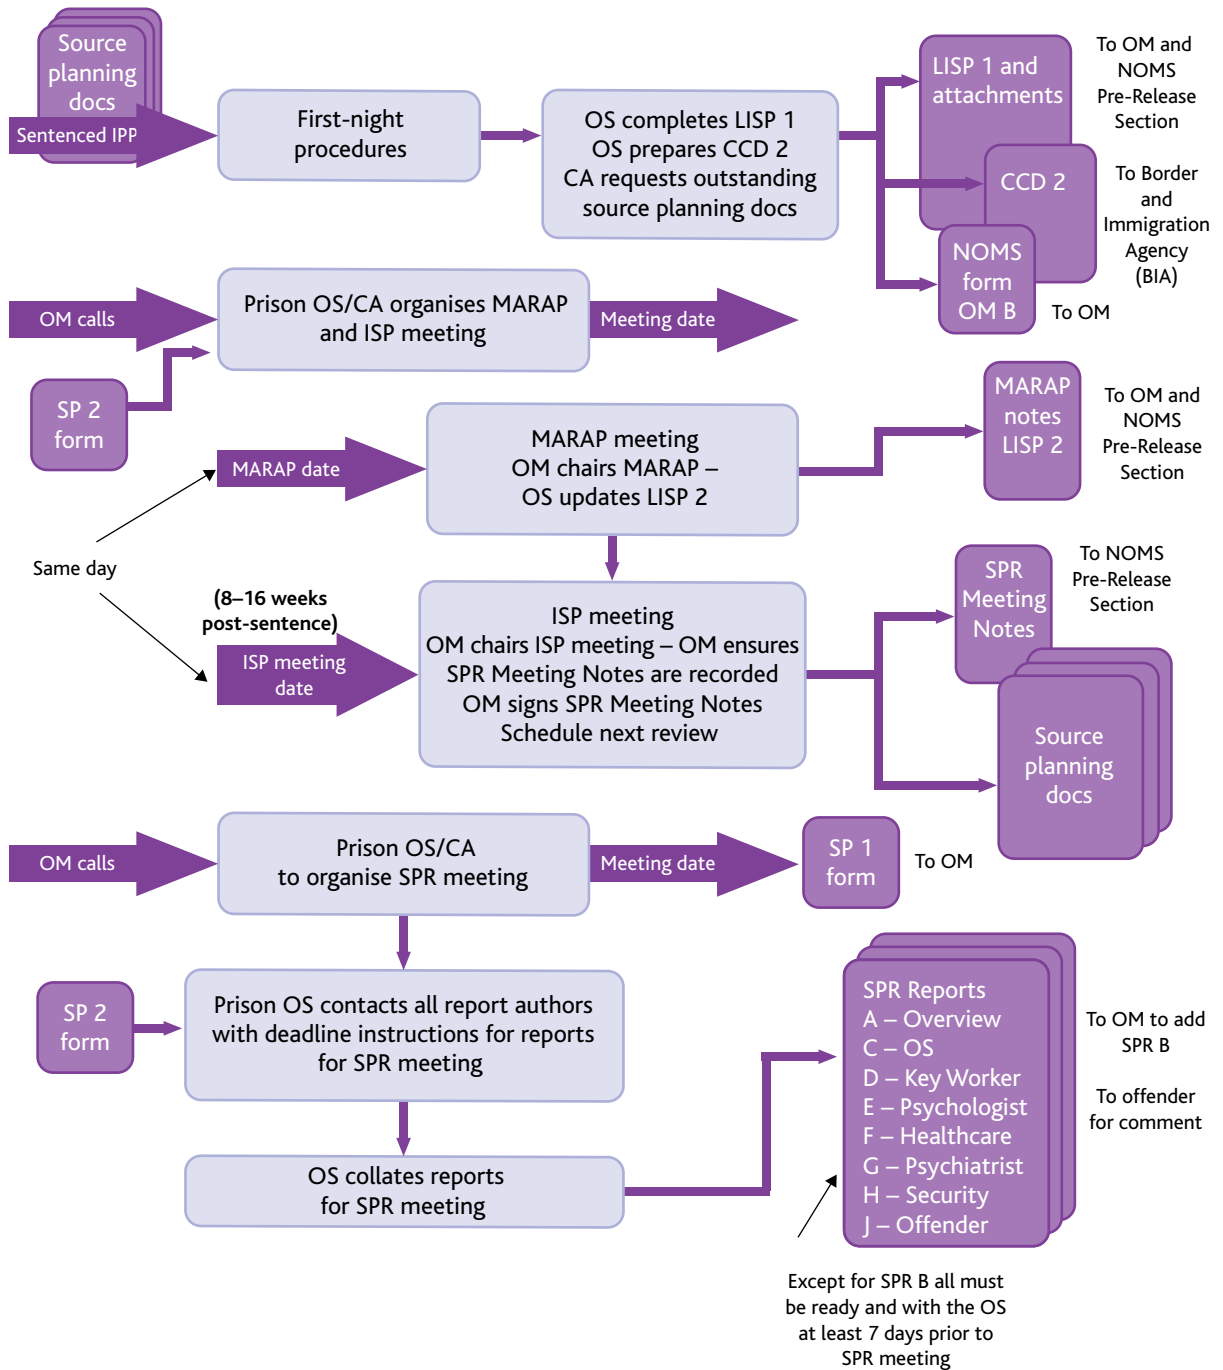 Source
planning
docs
Sentenced IPP
First-night
procedures
OS completes LISP 1
OS prepares CCD 2
CA requests outstanding
source planning docs
LISP 1 and
attachments
To OM and
NOMS
Pre-Release
Section
CCD 2
To Border
and
Immigration
Agency
(BIA)
NOMS
form
OM B
To OM
OM calls
Prison OS/CA organises MARAP
and ISP meeting
Meeting date
SP 2
form
MARAP date
MARAP meeting
OM chairs MARAP –
OS updates LISP 2
MARAP
notes
LISP 2
To OM and
NOMS
Pre-Release
Section
Same day
(8–16 weeks
post-sentence)
ISP meeting
date
ISP meeting
OM chairs ISP meeting – OM ensures
SPR Meeting Notes are recorded
OM signs SPR Meeting Notes
Schedule next review
SPR
Meeting
Notes
To NOMS
Pre-Release
Section
Source
planning
docs
OM calls
Prison OS/CA
to organise SPR meeting
Meeting date
SP 1
form
To OM
SP 2
form
Prison OS contacts all report authors
with deadline instructions for reports
for SPR meeting
OS collates reports
for SPR meeting
SPR Reports
A – Overview
C – OS
D – Key Worker
E – Psychologist
F – Healthcare
G – Psychiatrist
H – Security
J – Offender
To OM to add
SPR B
To offender
for comment
Except for SPR B all must
be ready and with the OS
at least 7 days prior to
SPR meeting